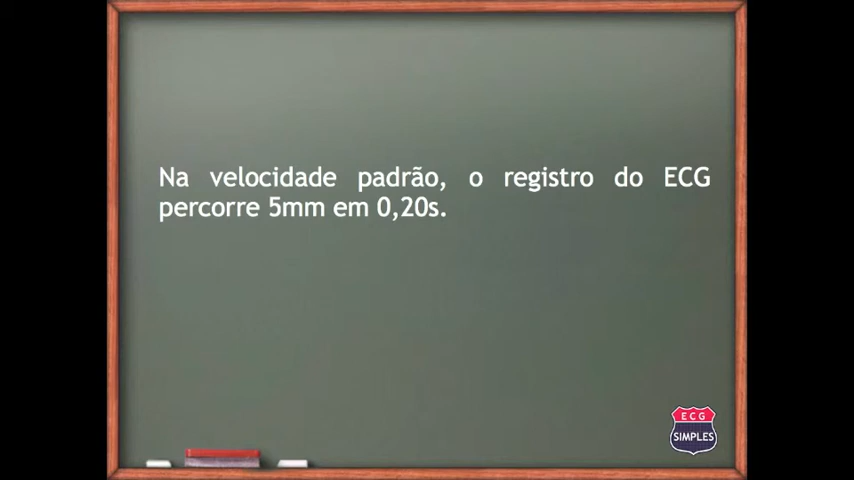 Na velocidade padrão, o registro do ECG
percorre 5mm em 0,20s.
ECG
SIMPLES